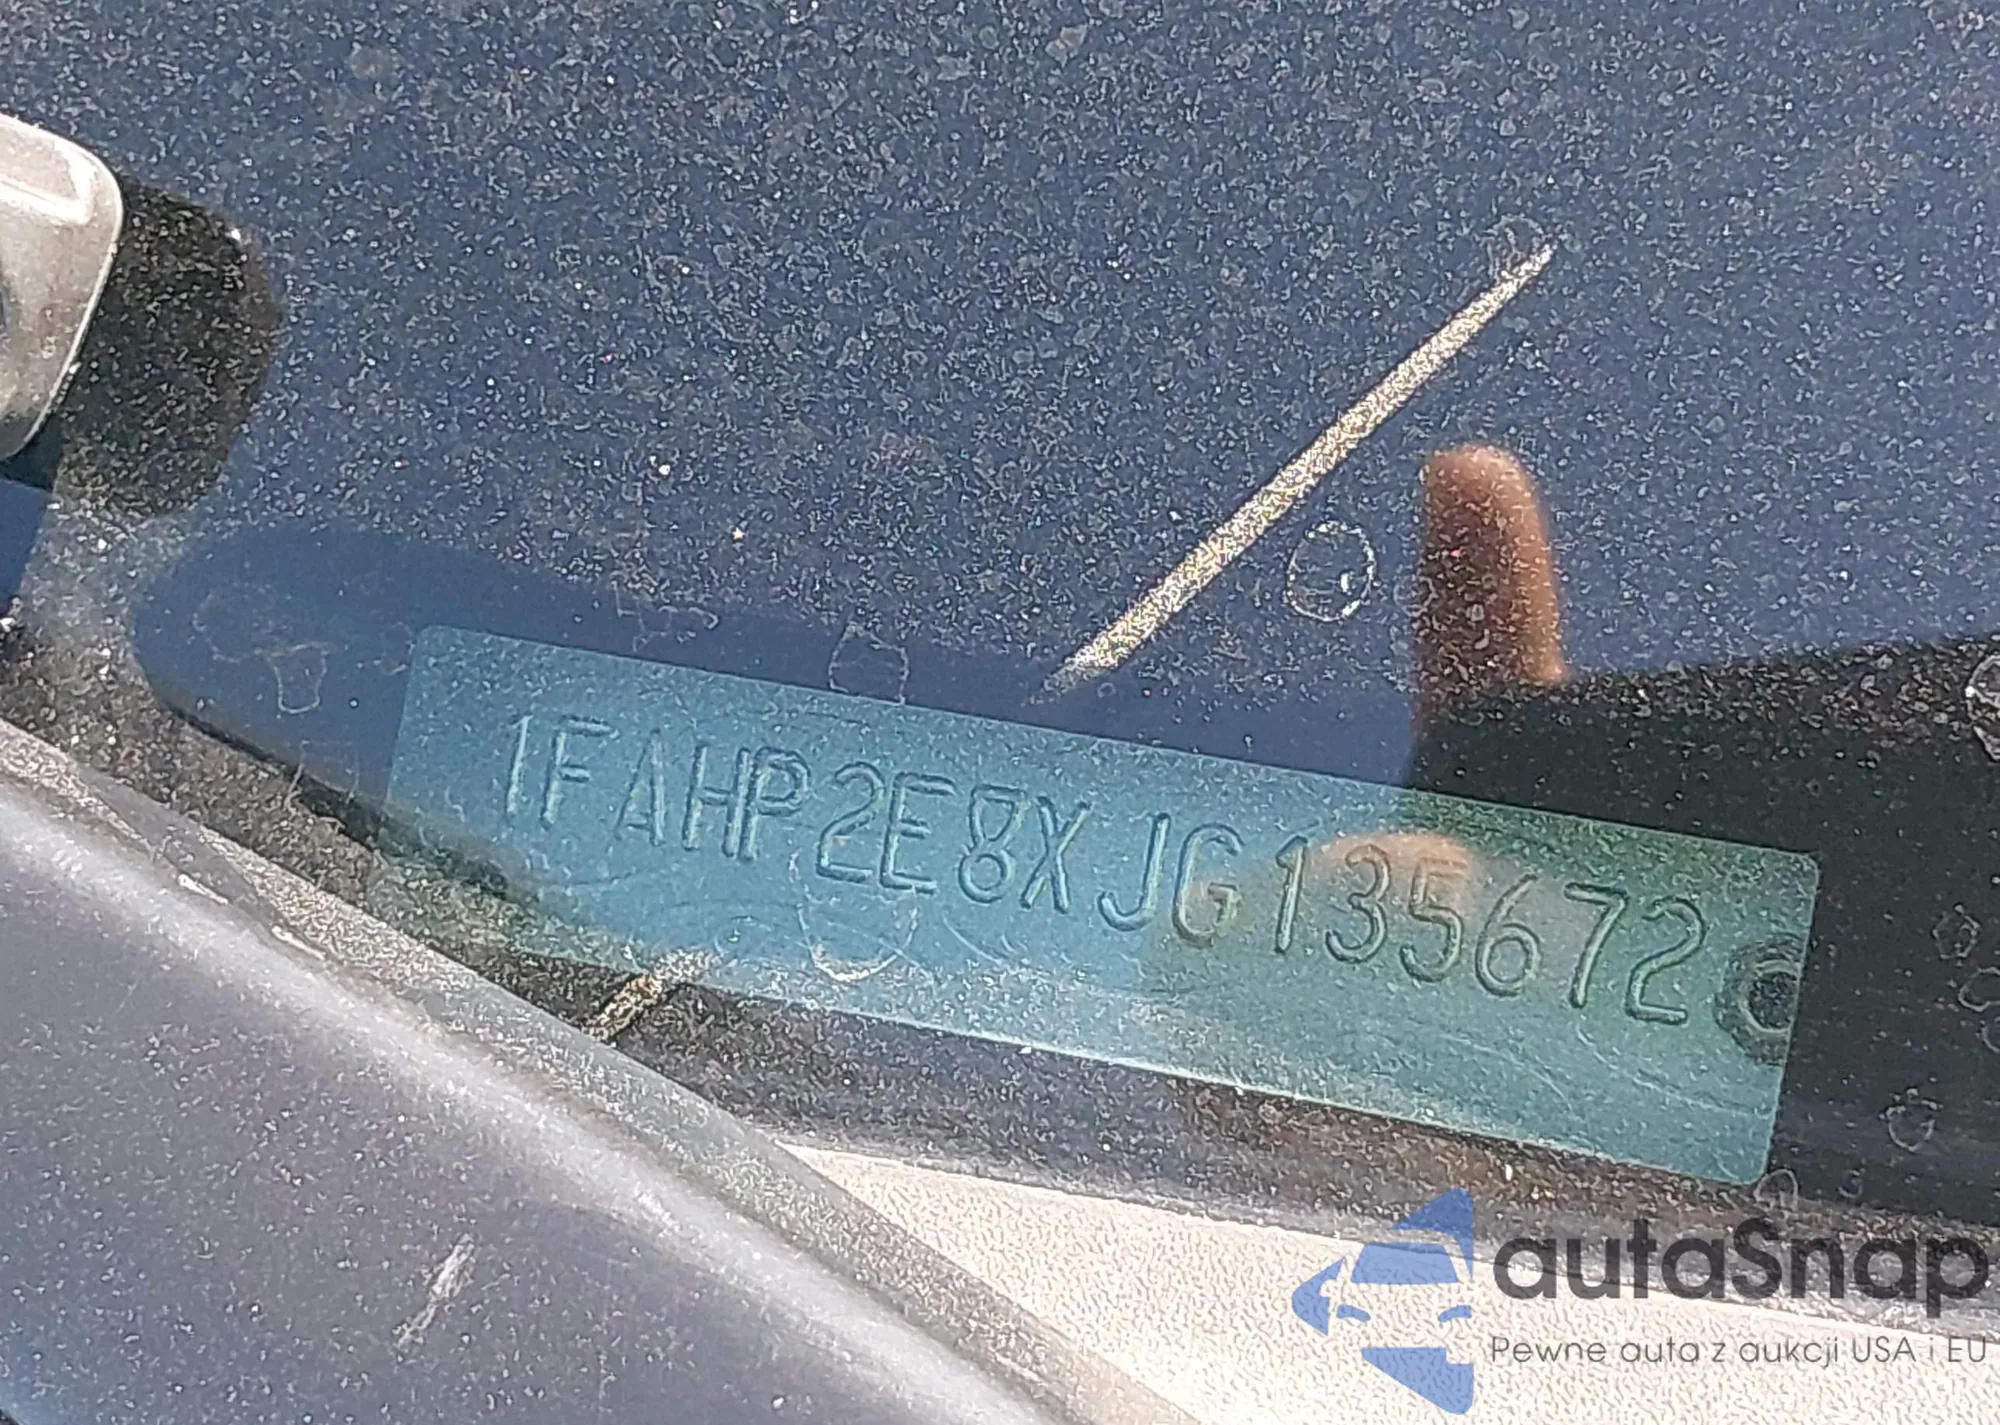 1FAHP2E8XJG135672
autaSnap
Pewne auta z aukcji USA i EU